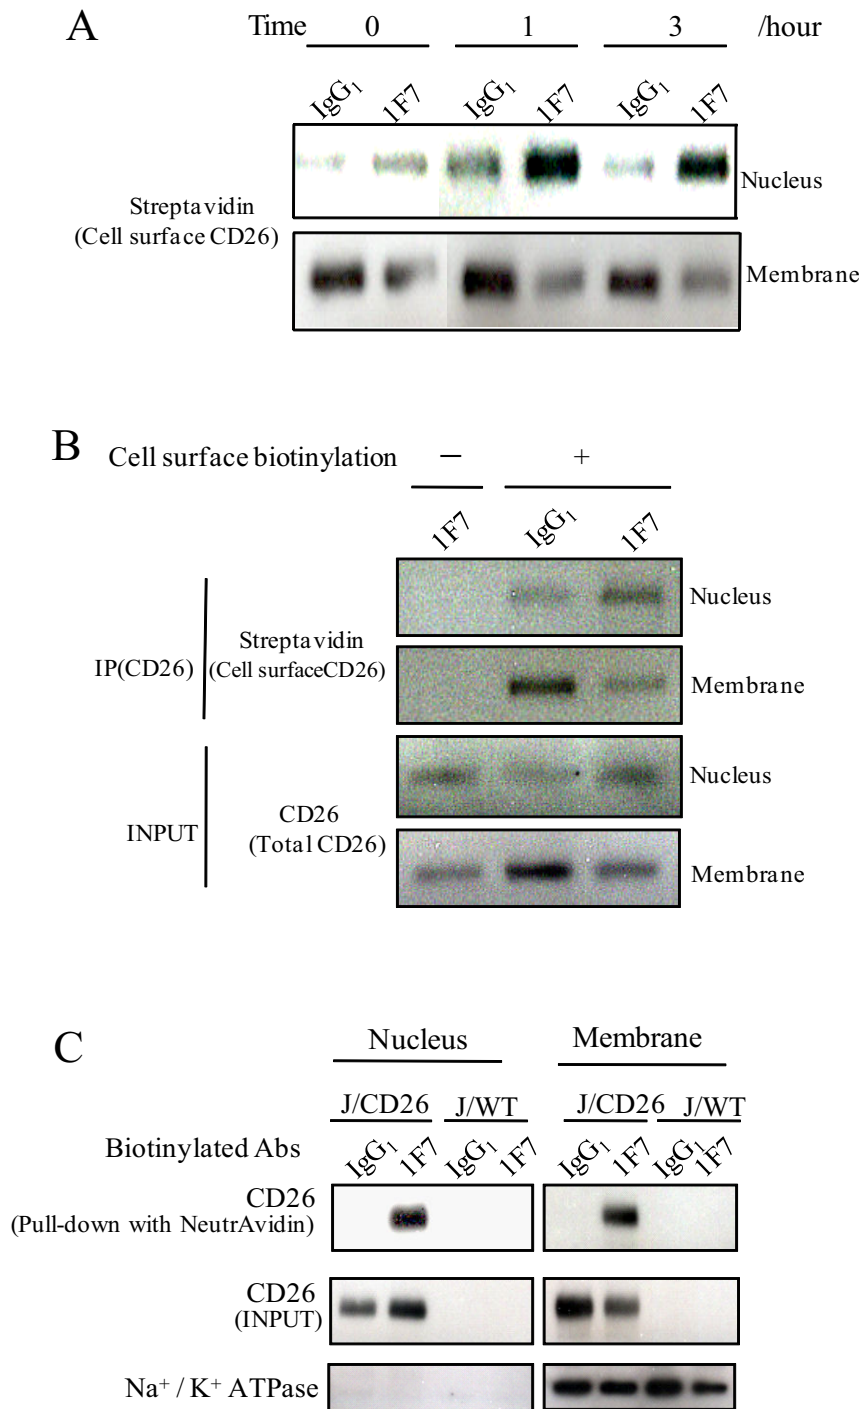 A
Time 0 1 3 /hour
IgG₁ 1F7 IgG₁ 1F7 IgG₁ 1F7
Nucleus
Streptavidin
(Cell surface CD26)
Membrane
B
Cell surface biotinylation − +
1F7 IgG₁ 1F7
Nucleus
IP(CD26)
Streptavidin
(Cell surfaceCD26)
Membrane
Nucleus
INPUT
CD26
(Total CD26)
Membrane
C
Nucleus Membrane
J/CD26 J/WT J/CD26 J/WT
Biotinylated Abs IgG₁ 1F7 IgG₁ 1F7 IgG₁ 1F7 IgG₁ 1F7
CD26
(Pull-down with NeutrAvidin)
CD26
(INPUT)
Na⁺ / K⁺ ATPase